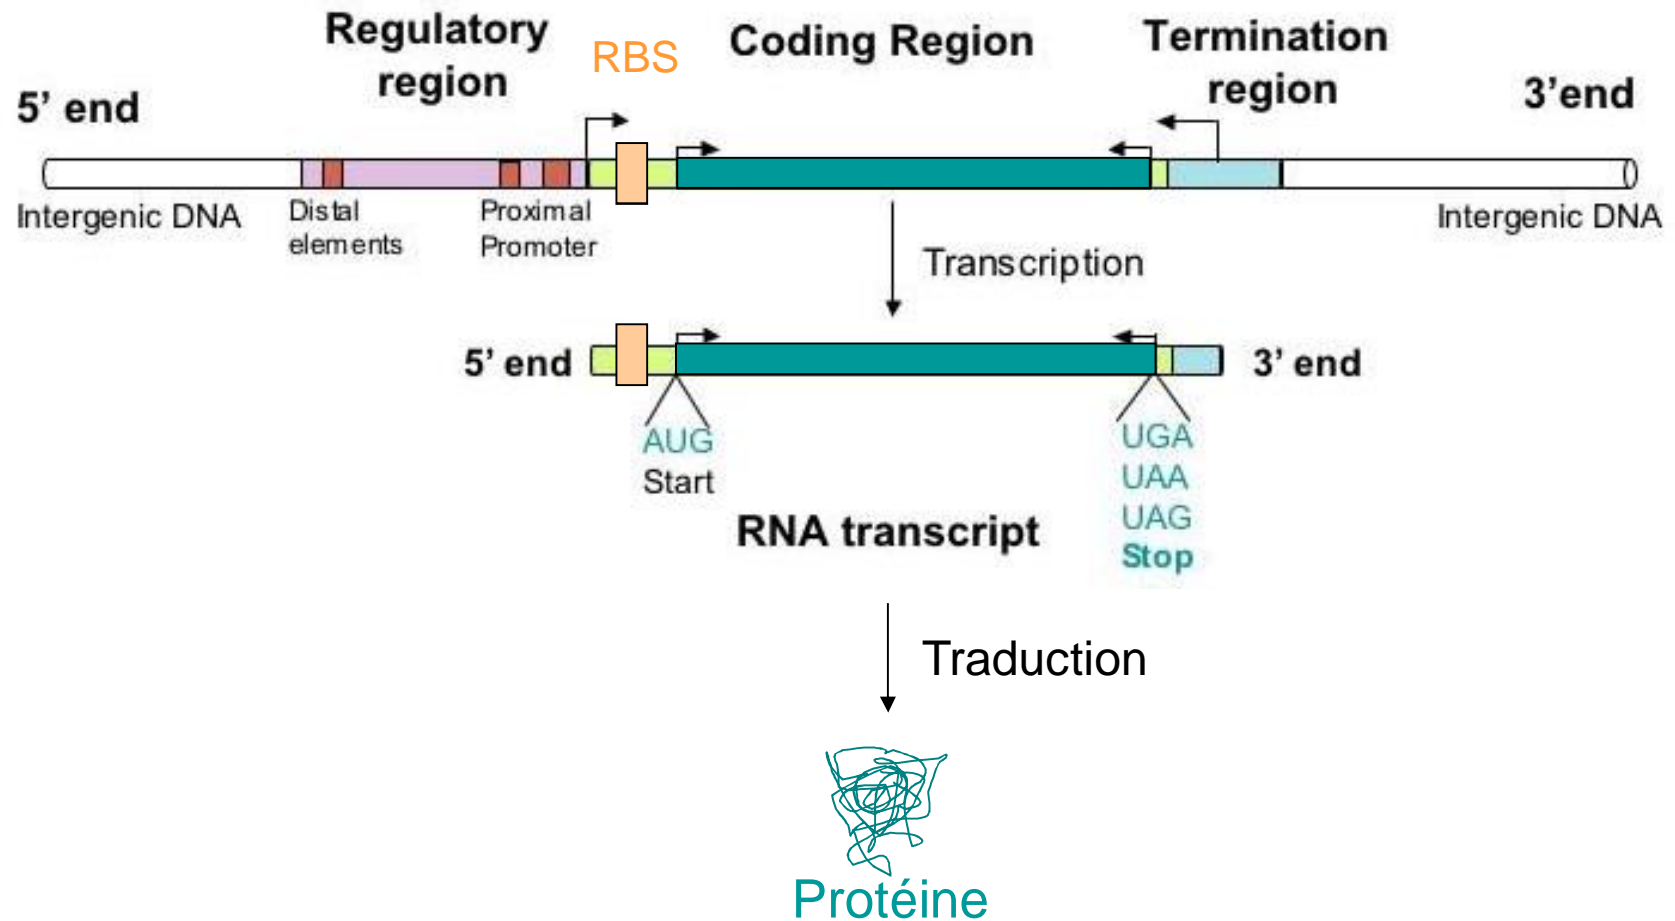 Regulatory
region
RBS
Coding Region
Termination
region
5’ end
3’end
Intergenic DNA
Distal
elements
Proximal
Promoter
Intergenic DNA
Transcription
5’ end
3’ end
AUG
Start
UGA
UAA
UAG
Stop
RNA transcript
Traduction
Protéine